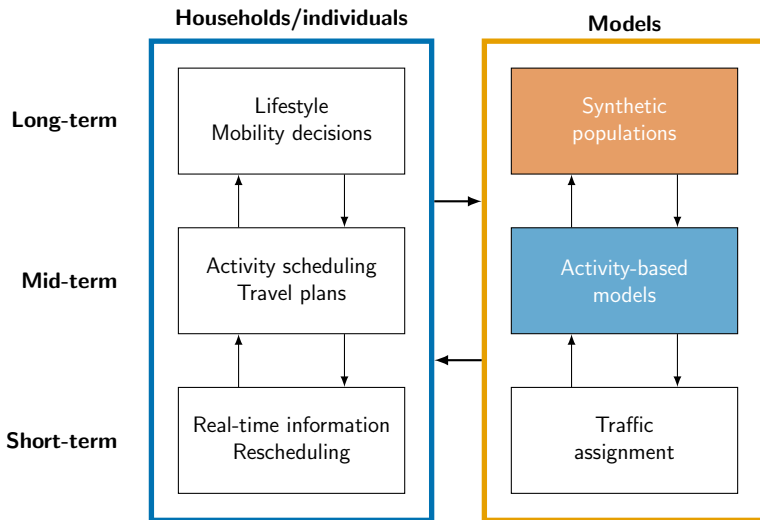 Households/individuals
Models
Long-term
Lifestyle
Mobility decisions
Synthetic
populations
Mid-term
Activity scheduling
Travel plans
Activity-based
models
Short-term
Real-time information
Rescheduling
Traffic
assignment